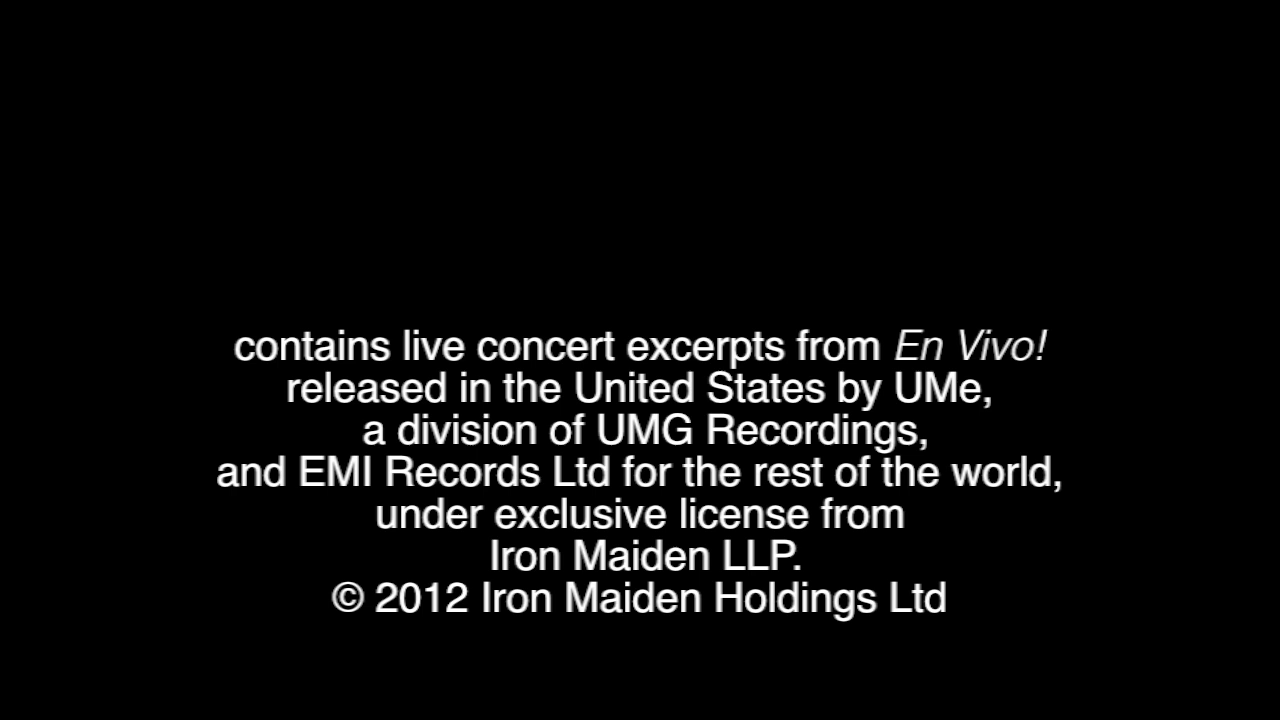 contains live concert excerpts from En Vivo!
released in the United States by UMe,
a division of UMG Recordings,
and EMI Records Ltd for the rest of the world,
under exclusive license from
Iron Maiden LLP.
© 2012 Iron Maiden Holdings Ltd